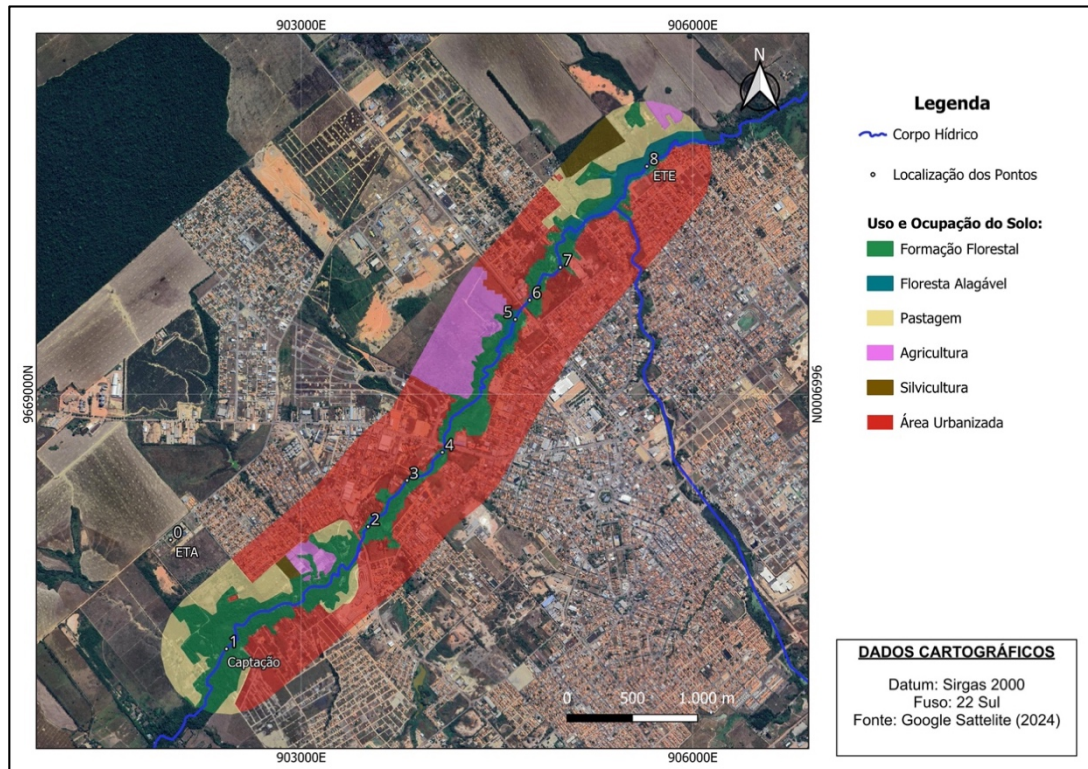 903000E
906000E
N
9669000N
9669000N
8
ETE
7
6
5
4
3
2
0
ETA
1
Captação
0 500 1.000 m
903000E
906000E
Legenda
Corpo Hídrico
Localização dos Pontos
Uso e Ocupação do Solo:
Formação Florestal
Floresta Alagável
Pastagem
Agricultura
Silvicultura
Área Urbanizada
DADOS CARTOGRÁFICOS
Datum: Sirgas 2000
Fuso: 22 Sul
Fonte: Google Sattelite (2024)